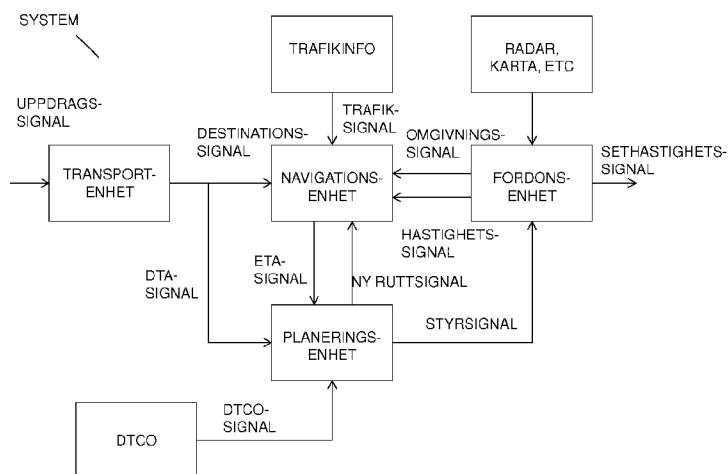 SYSTEM
TRAFIKINFO
RADAR,
KARTA, ETC
UPPDRAGS-
SIGNAL
TRAFIK-
SIGNAL
DESTINATIONS-
SIGNAL
OMGIVNINGS-
SIGNAL
SETHASTIGHETS-
SIGNAL
TRANSPORT-
ENHET
NAVIGATIONS-
ENHET
FORDONS-
ENHET
HASTIGHETS-
SIGNAL
DTA-
SIGNAL
ETA-
SIGNAL
NY RUTTSIGNAL
STYRSIGNAL
PLANERINGS-
ENHET
DTCO-
SIGNAL
DTCO